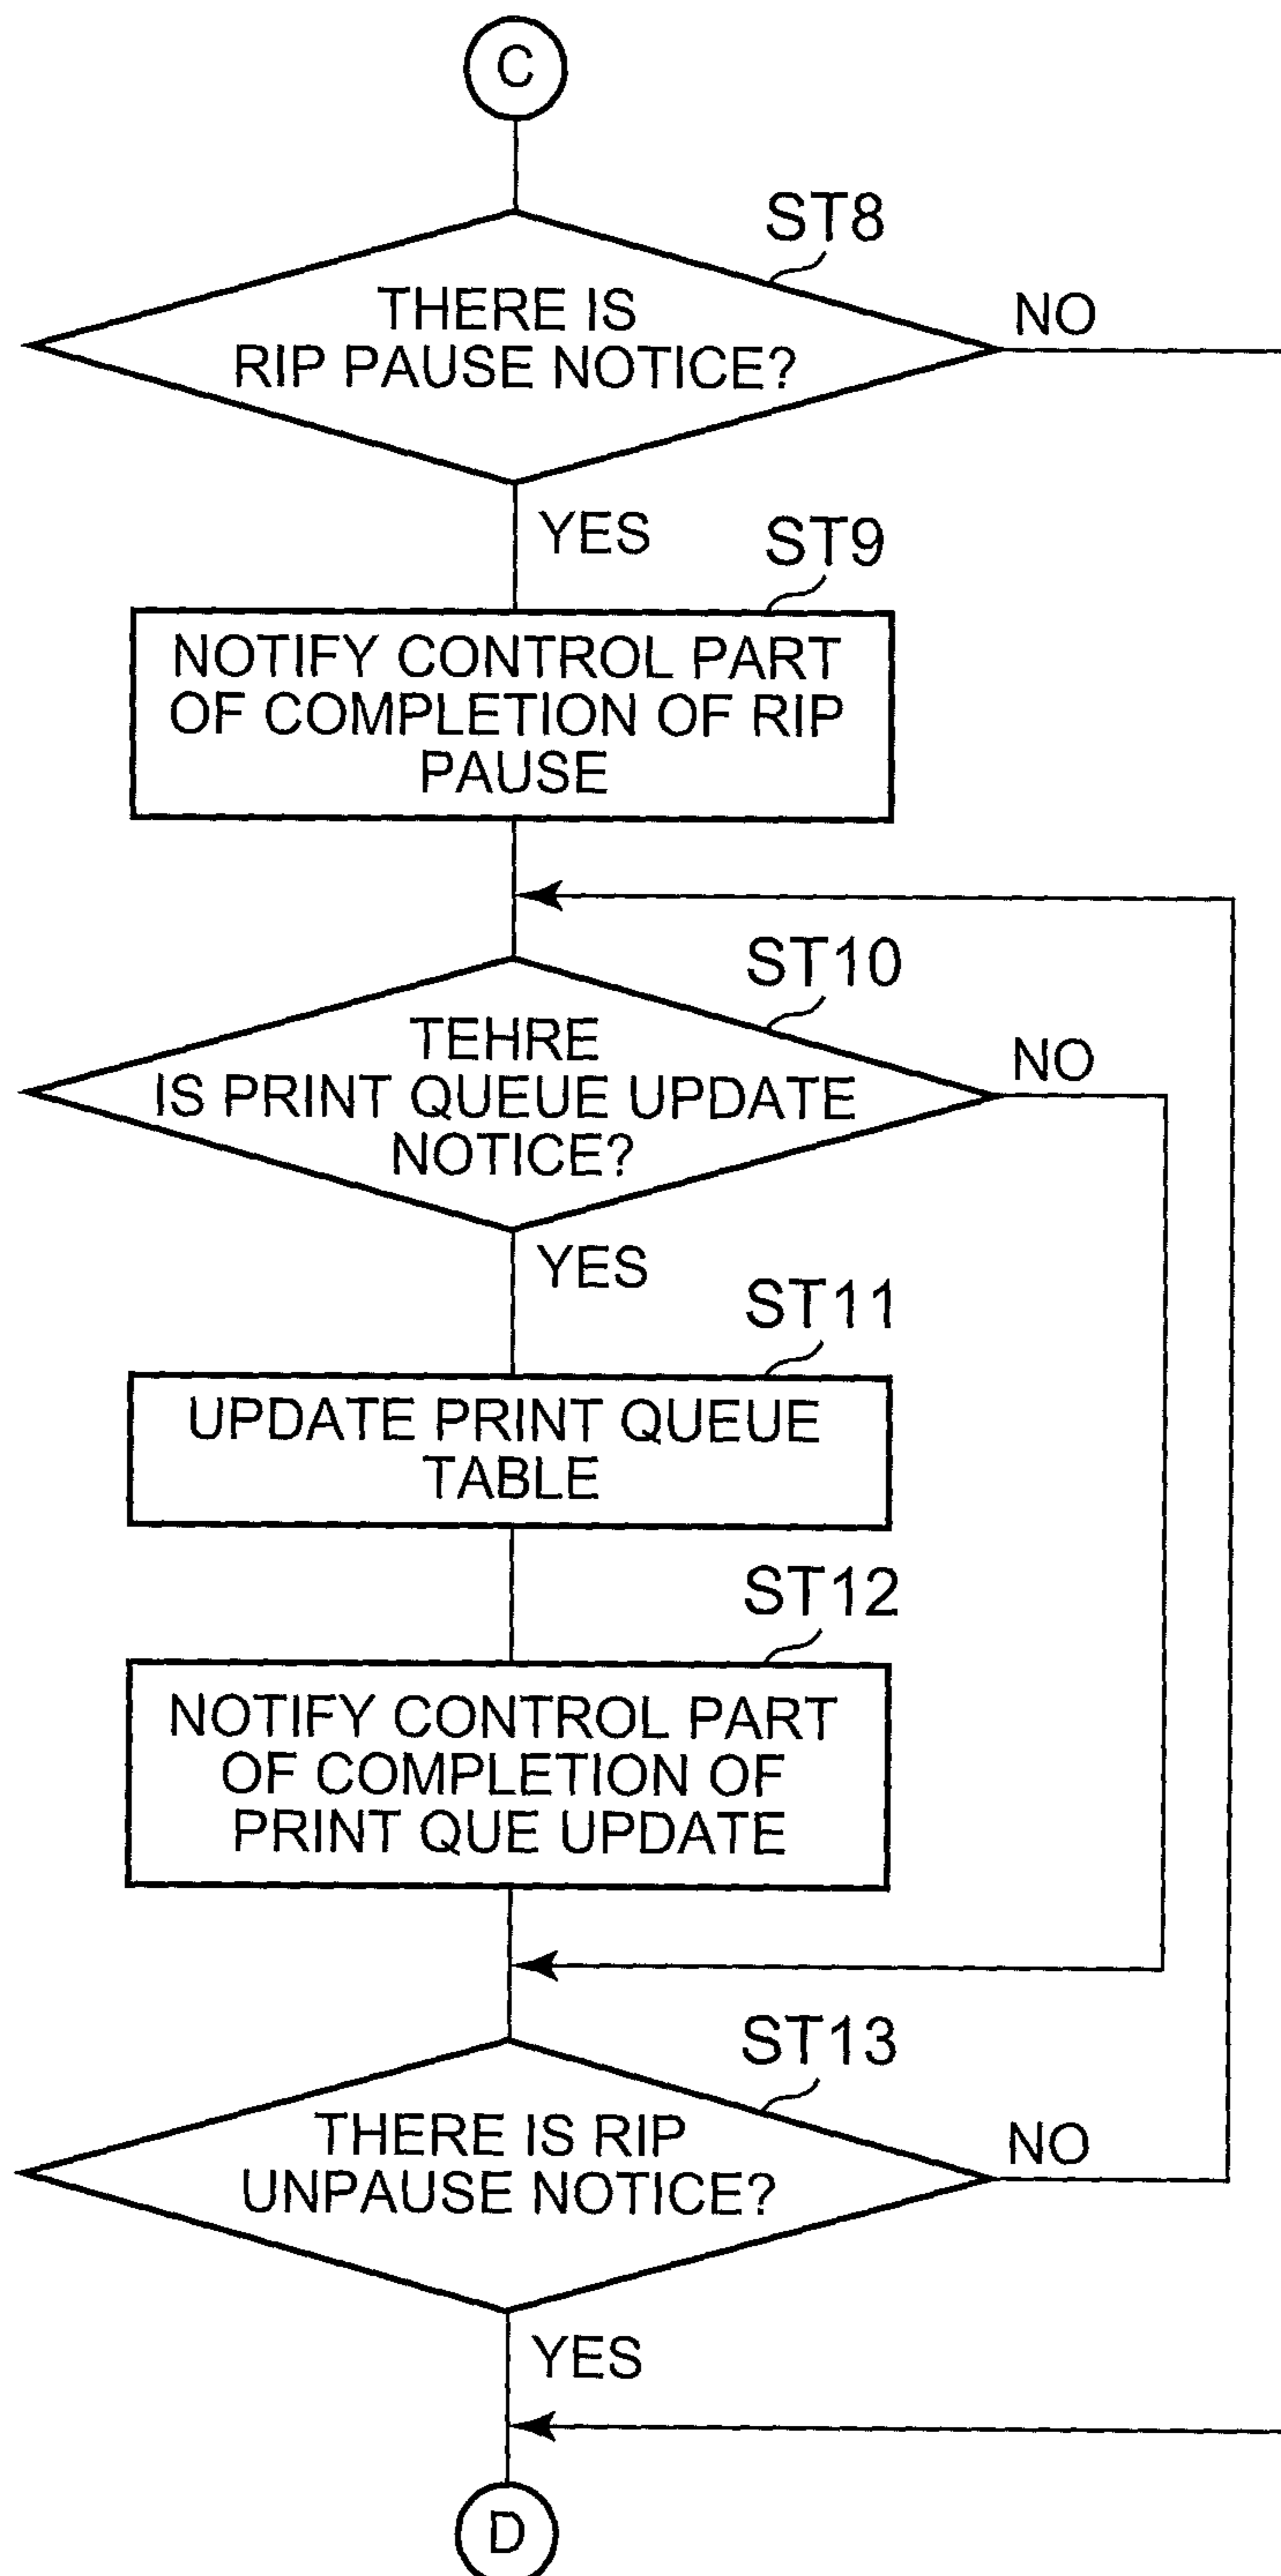 C
ST8
THERE IS
RIP PAUSE NOTICE?
NO
YES
ST9
NOTIFY CONTROL PART
OF COMPLETION OF RIP
PAUSE
ST10
TEHRE
IS PRINT QUEUE UPDATE
NOTICE?
NO
YES
ST11
UPDATE PRINT QUEUE
TABLE
ST12
NOTIFY CONTROL PART
OF COMPLETION OF
PRINT QUE UPDATE
ST13
THERE IS RIP
UNPAUSE NOTICE?
NO
YES
D